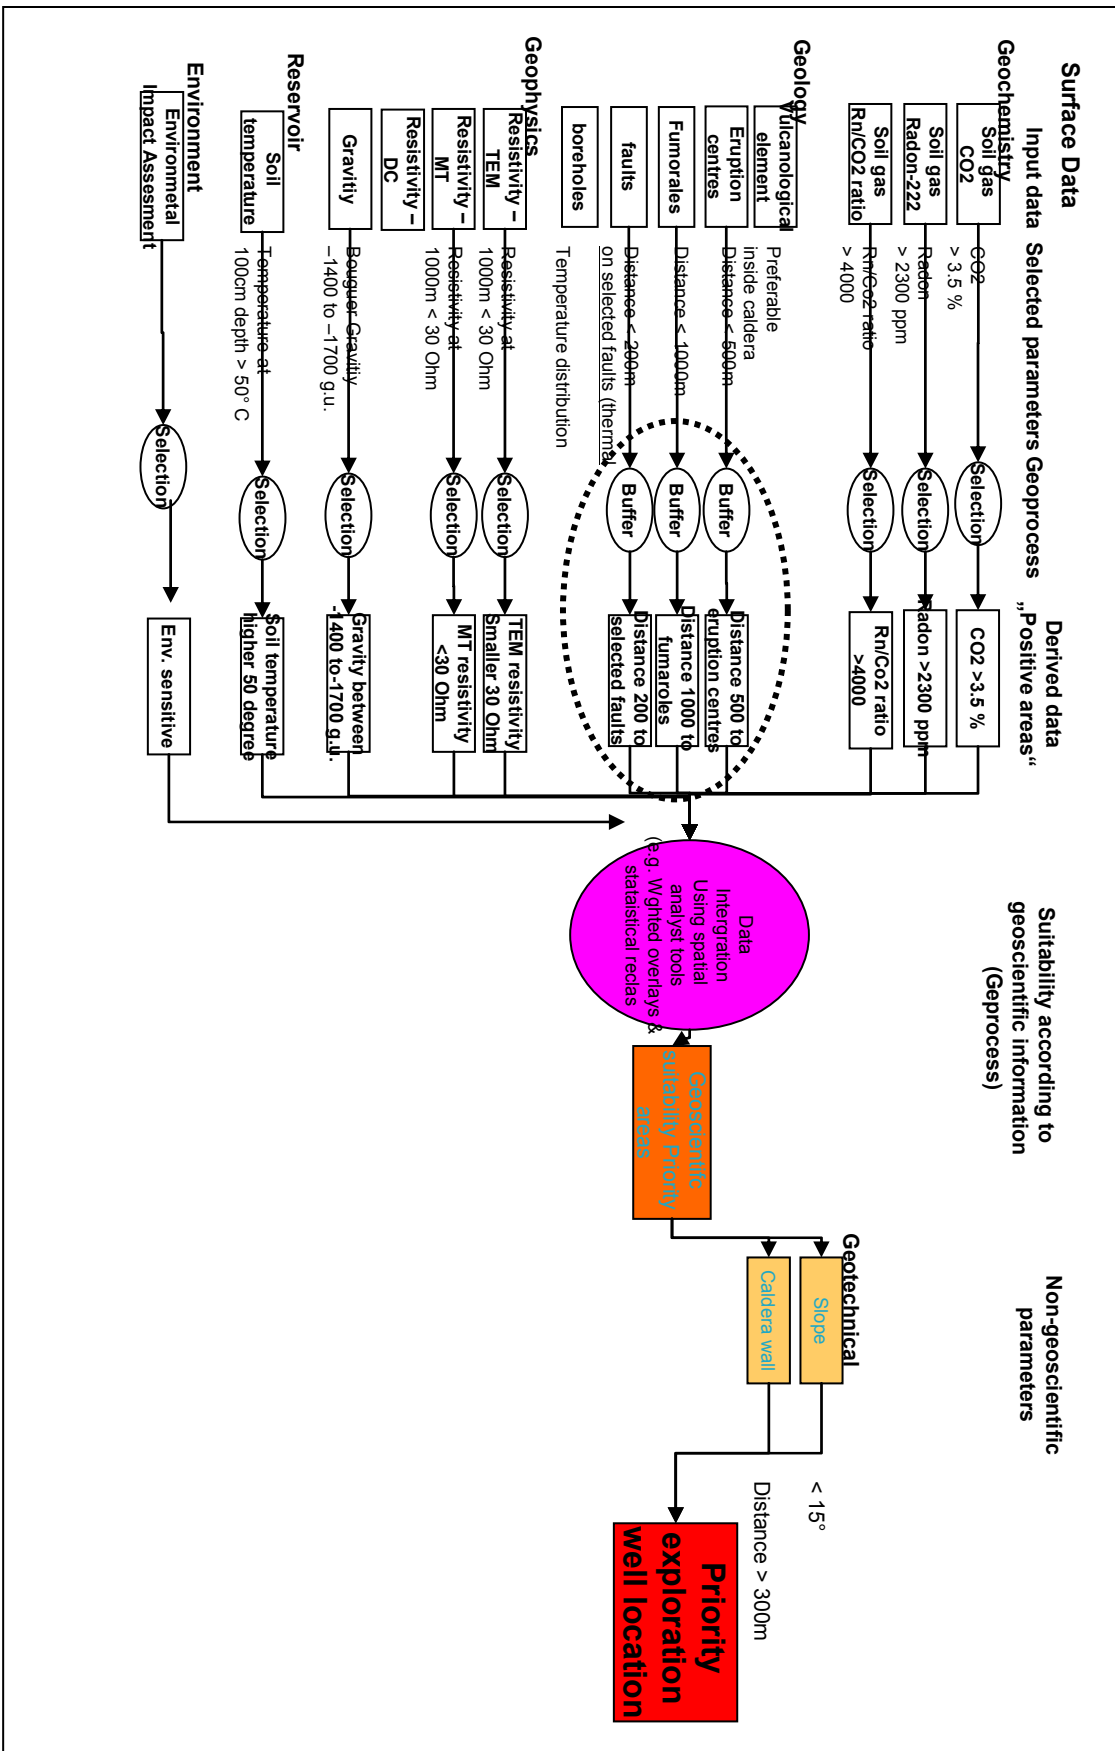 Surface Data
Input data
Selected parameters
Geoprocess
Derived data
„Positive areas“
Suitability according to
geoscientific information
(Geprocess)
Non-geoscientific
parameters
Geochemistry
Soil gas
CO2
CO2
> 3.5 %
Selection
CO2 >3.5 %
Soil gas
Radon-222
Radon
> 2300 ppm
Selection
Radon >2300 ppm
Soil gas
Rn/CO2 ratio
Rn/Co2 ratio
> 4000
Selection
Rn/Co2 ratio
>4000
Geology
Vulcanological
element
Preferable
inside caldera
Eruption
centres
Distance < 500m
Buffer
Distance 500 to
eruption centres
Fumorales
Distance < 1000m
Buffer
Distance 1000 to
fumaroles
faults
Distance < 200m
on selected faults (thermal
Buffer
Distance 200 to
selected faults
boreholes
Temperature distribution
Geophysics
Resistivity –
TEM
Resistivity at
1000m < 30 Ohm
Selection
TEM resistivity
Smaller 30 Ohm
Resistivity –
MT
Resistivity at
1000m < 30 Ohm
Selection
MT resistivity
<30 Ohm
Resistivity –
DC
Gravitiy
Bouguer Gravitiy
–1400 to –1700 g.u.
Selection
Gravity between
-1400 to-1700 g.u.
Reservoir
Soil
temperature
Temperature at
100cm depth > 50° C
Selection
Soil temperature
higher 50 degree
Environment
Environmetal
Impact Assesment
Selection
Env. sensitive
Data
Intergration
Using spatial
analyst tools
(e.g. Wghted overlays &
stataistical reclas
Geoscientifc
suitability Priority
areas
Geotechnical
Slope
< 15°
Caldera wall
Distance > 300m
Priority
exploration
well location